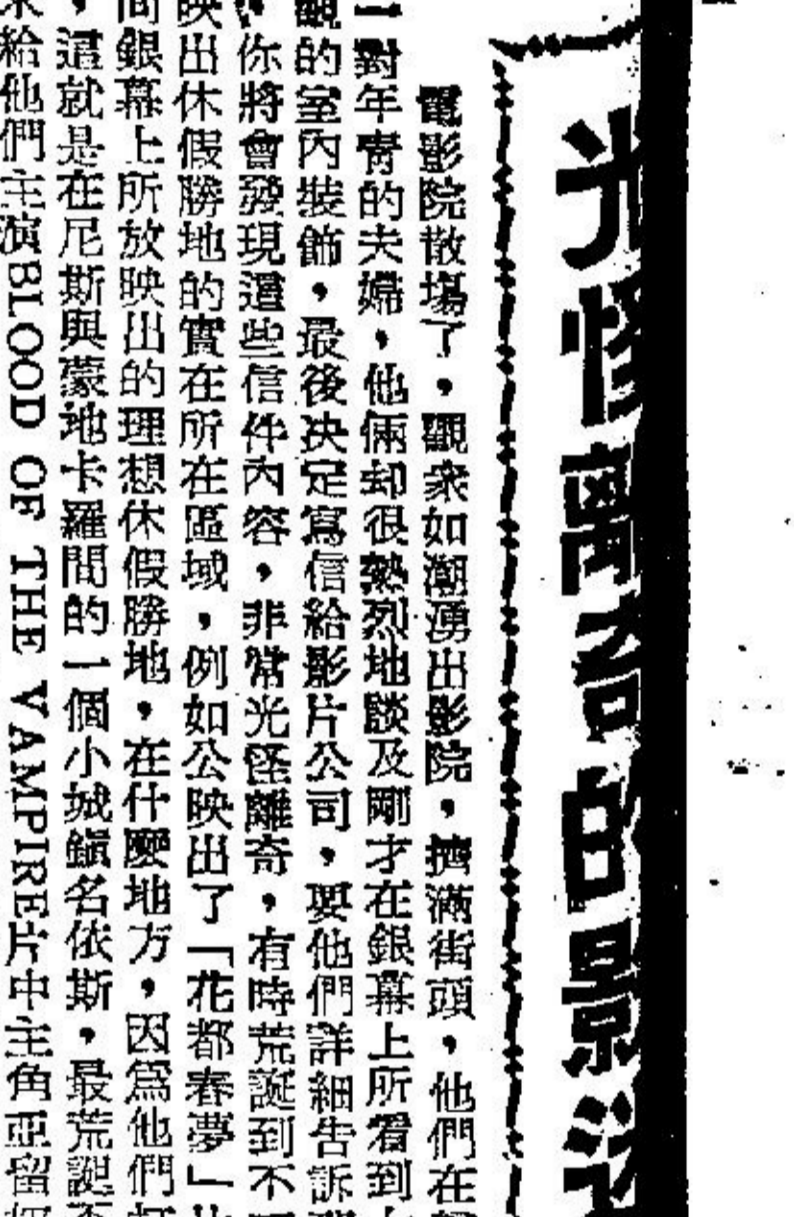 光怪離奇的影迷
電影院散場了，觀衆如潮湧出影院，擠滿街頭，他們在
一對年青的夫婦，他倆却很熱烈地談及剛才在銀幕上所看到
觀的室內裝飾，最後决定寫信給影片公司，要他們詳細告訴
，你將會發現這些信件內容，非常光怪離奇，有時荒誕到不
映出休假勝地的實在所在區域，例如公映出了「花都春夢」
間銀幕上所放映出的理想休假勝地，在什麼地方，因爲他們
，這就是在尼斯與蒙地卡羅間的一個小城鎮名依斯，最荒誕
來給他們主演BLOOD OF THE VAMPIRE片中主角亞留